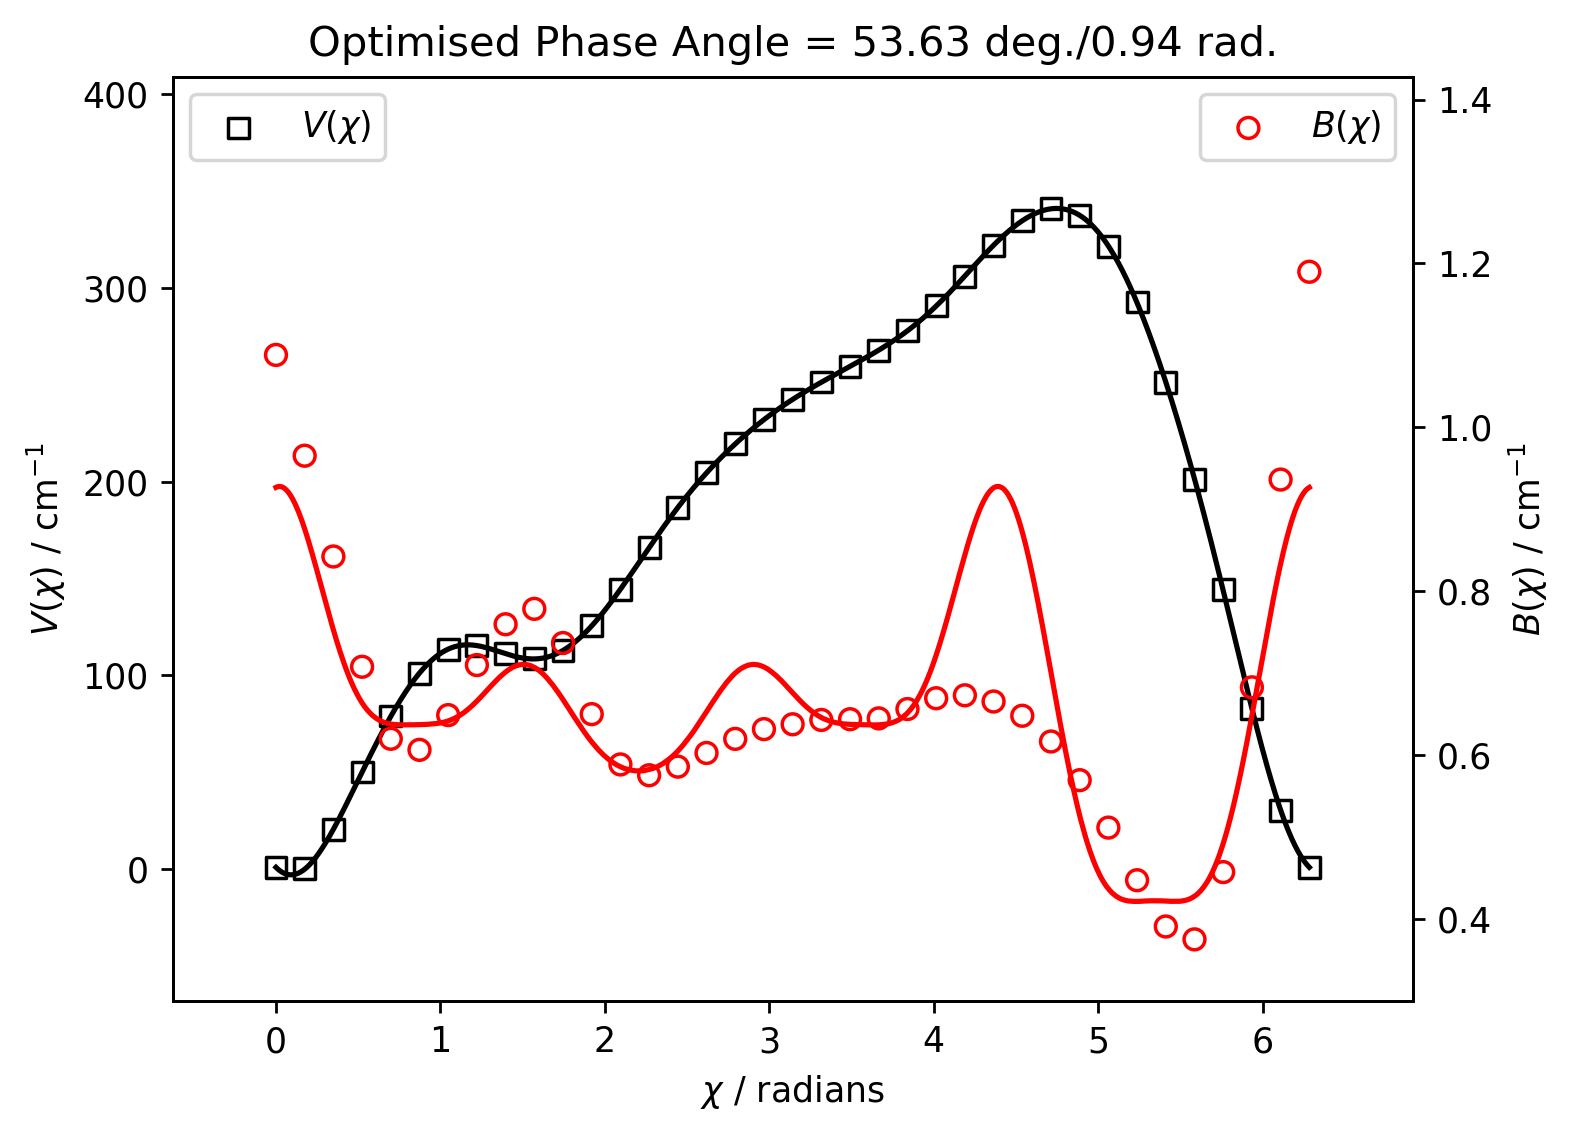 Optimised Phase Angle = 53.63 deg./0.94 rad.
V(χ)
B(χ)
400
300
200
100
0
V(χ) / cm⁻¹
1.4
1.2
1.0
0.8
0.6
0.4
B(χ) / cm⁻¹
0 1 2 3 4 5 6
χ / radians